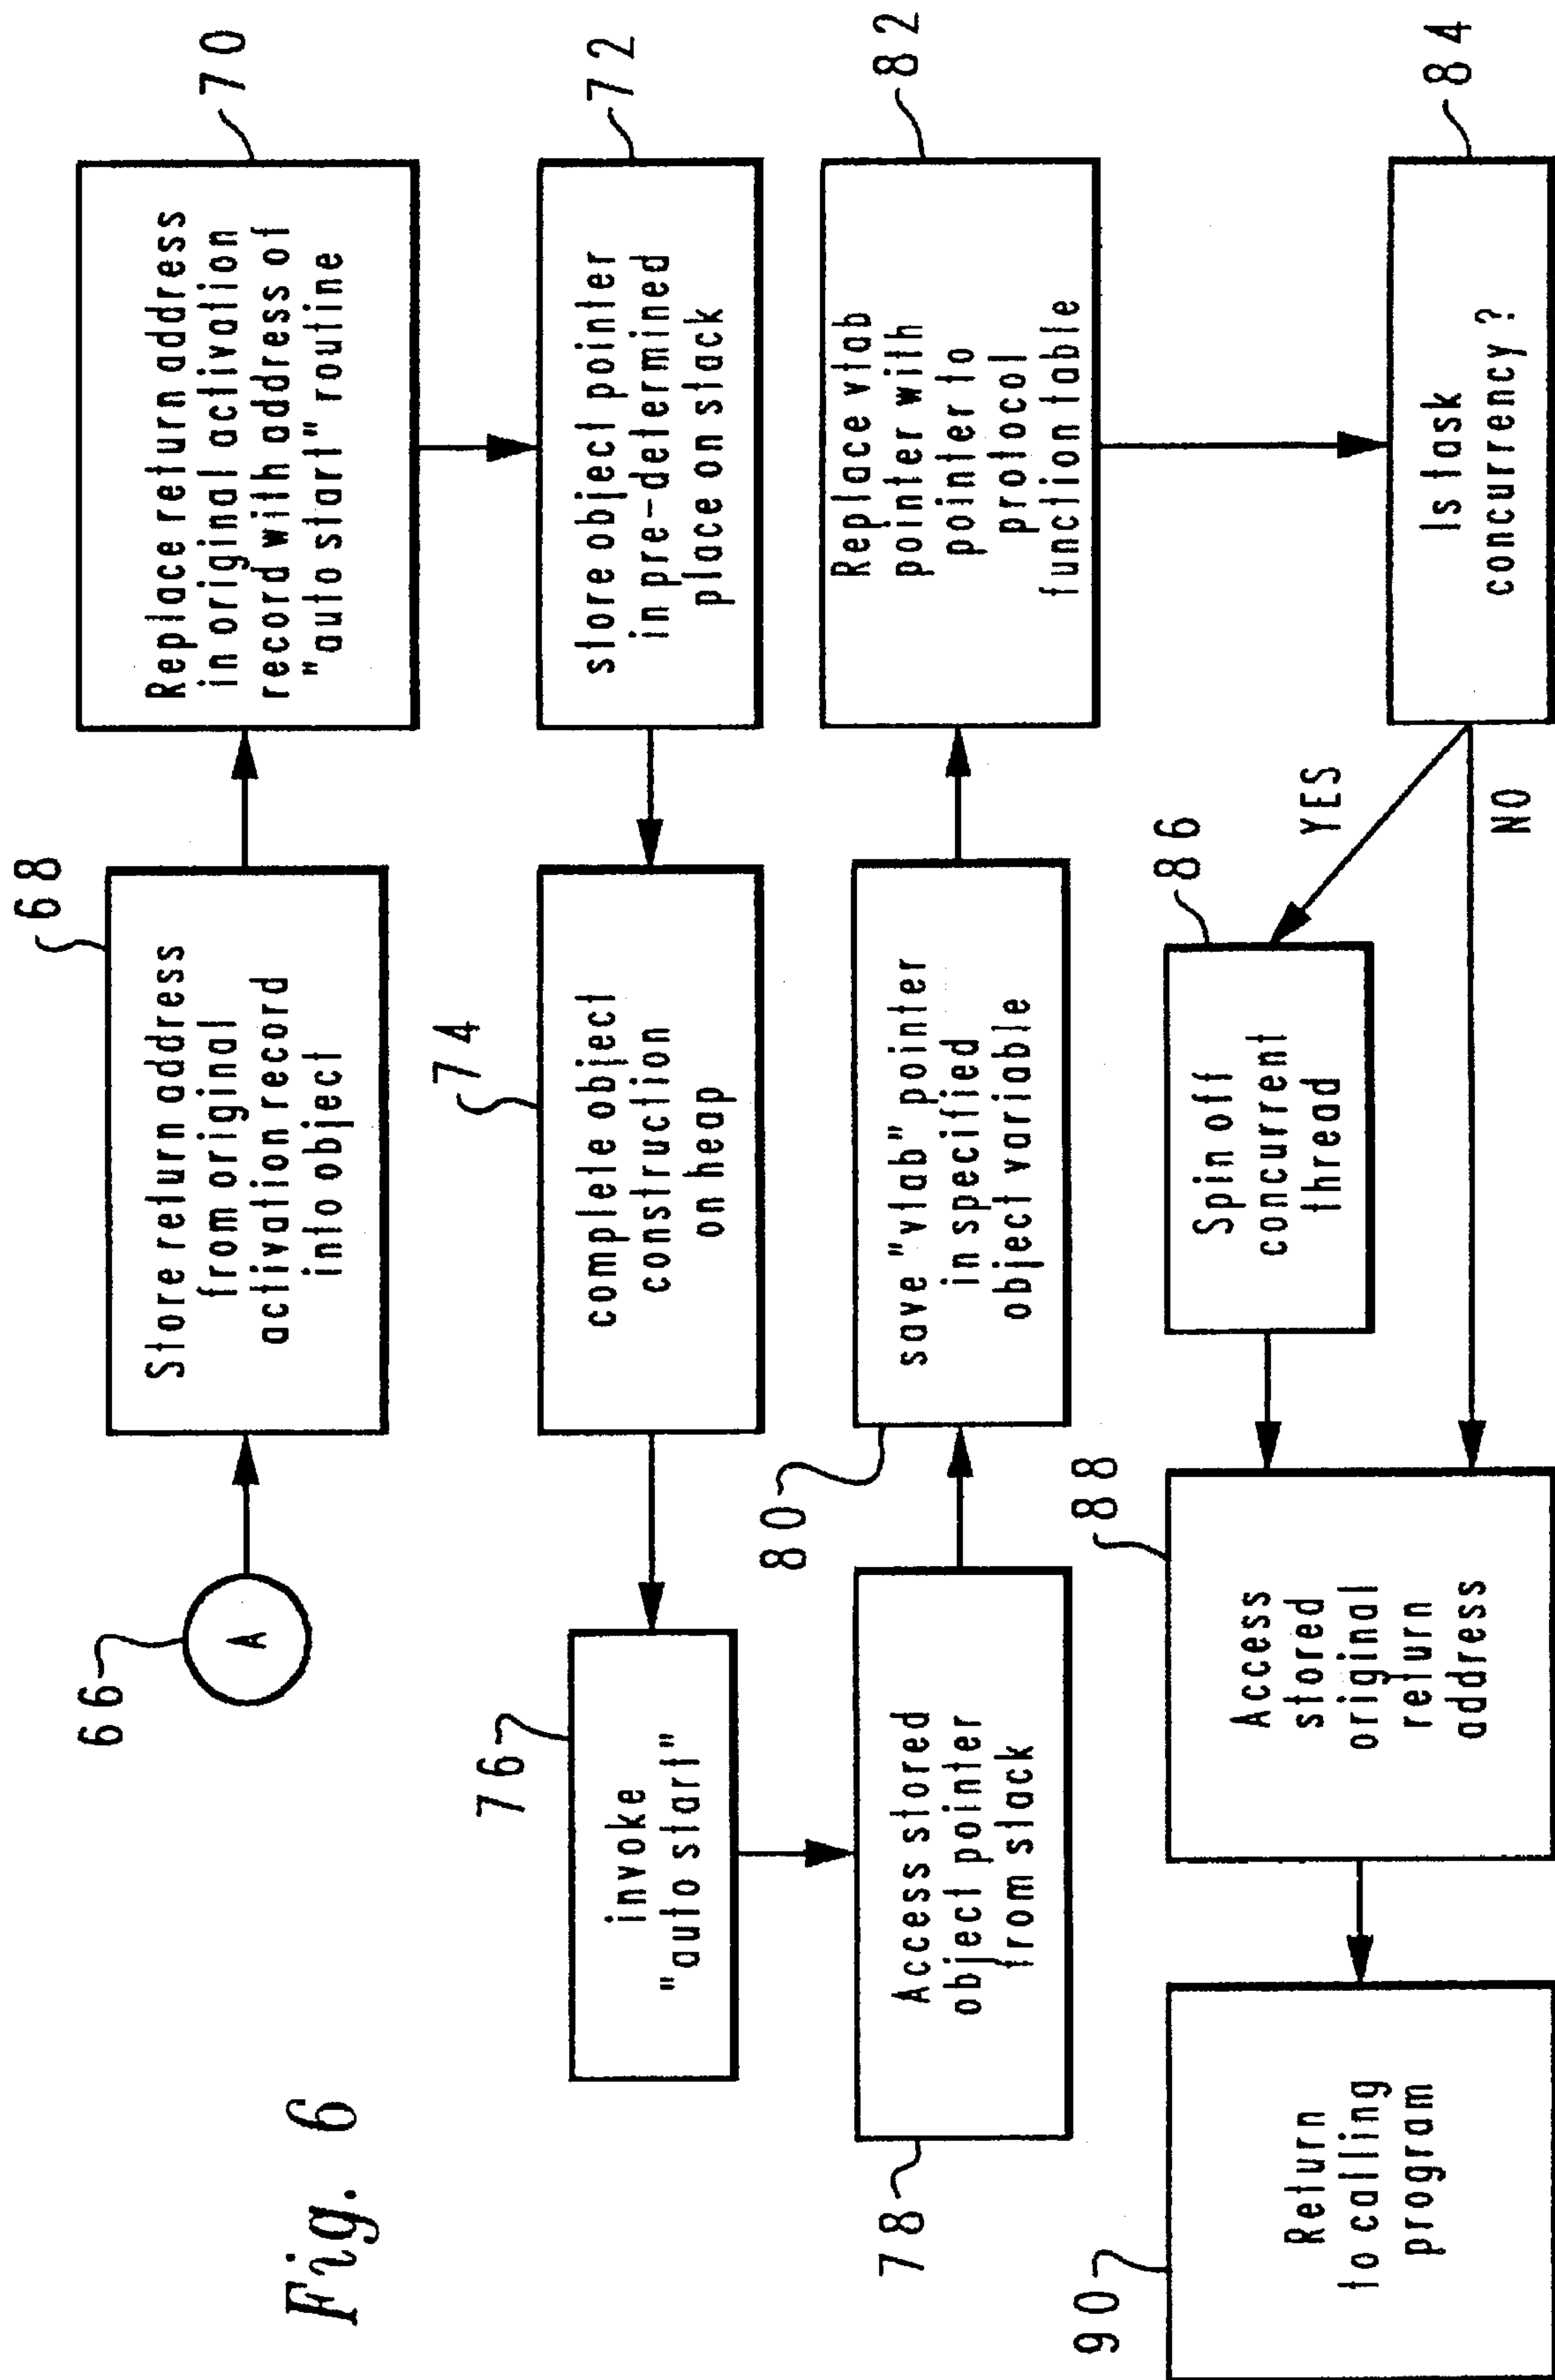 Fig. 6
66
A
68
Store return address
from original
activation record
into object
70
Replace return address
in original activation
record with address of
"auto start" routine
72
store object pointer
in pre-determined
place on stack
74
complete object
construction
on heap
76
invoke
"auto start"
78
Access stored
object pointer
from stack
80
save "vtab" pointer
in specified
object variable
82
Replace vtab
pointer with
pointer to
protocol
function table
84
Is task
concurrency?
YES
NO
86
Spin off
concurrent
thread
88
Access
stored
original
return
address
90
Return
to calling
program